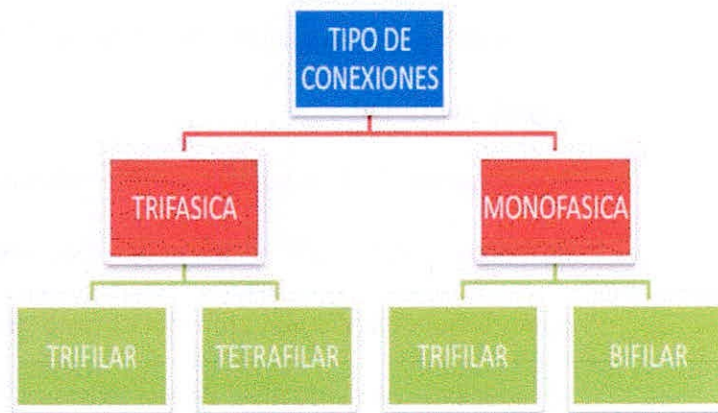 TIPO DE
CONEXIONES
TRIFASICA
MONOFASICA
TRIFILAR
TETRAFILAR
TRIFILAR
BIFILAR